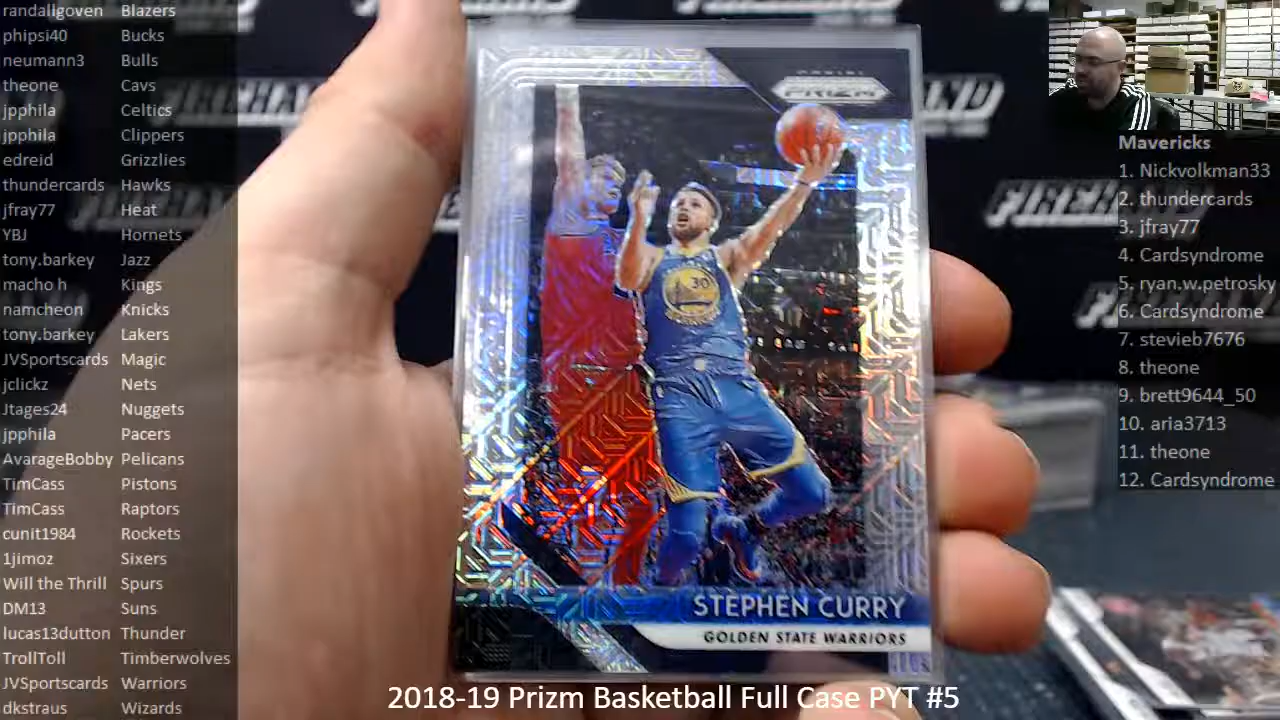 randallgoven Blazers
phipsi40 Bucks
neumann3 Bulls
theone Cavs
jpphila Celtics
jpphila Clippers
edreid Grizzlies
thundercards Hawks
jfray77 Heat
YBJ Hornets
tony.barkey Jazz
macho h Kings
namcheon Knicks
tony.barkey Lakers
JVSportscards Magic
jclickz Nets
Jtages24 Nuggets
jpphila Pacers
AvarageBobby Pelicans
TimCass Pistons
TimCass Raptors
cunit1984 Rockets
1jimoz Sixers
Will the Thrill Spurs
DM13 Suns
lucas13dutton Thunder
TrollToll Timberwolves
JVSportscards Warriors
dkstraus Wizards
PANINI
PRIZM
30
STEPHEN CURRY
GOLDEN STATE WARRIORS
Mavericks
1. Nickvolkman33
2. thundercards
3. jfray77
4. Cardsyndrome
5. ryan.w.petrosky
6. Cardsyndrome
7. stevieb7676
8. theone
9. brett9644_50
10. aria3713
11. theone
12. Cardsyndrome
2018-19 Prizm Basketball Full Case PYT #5